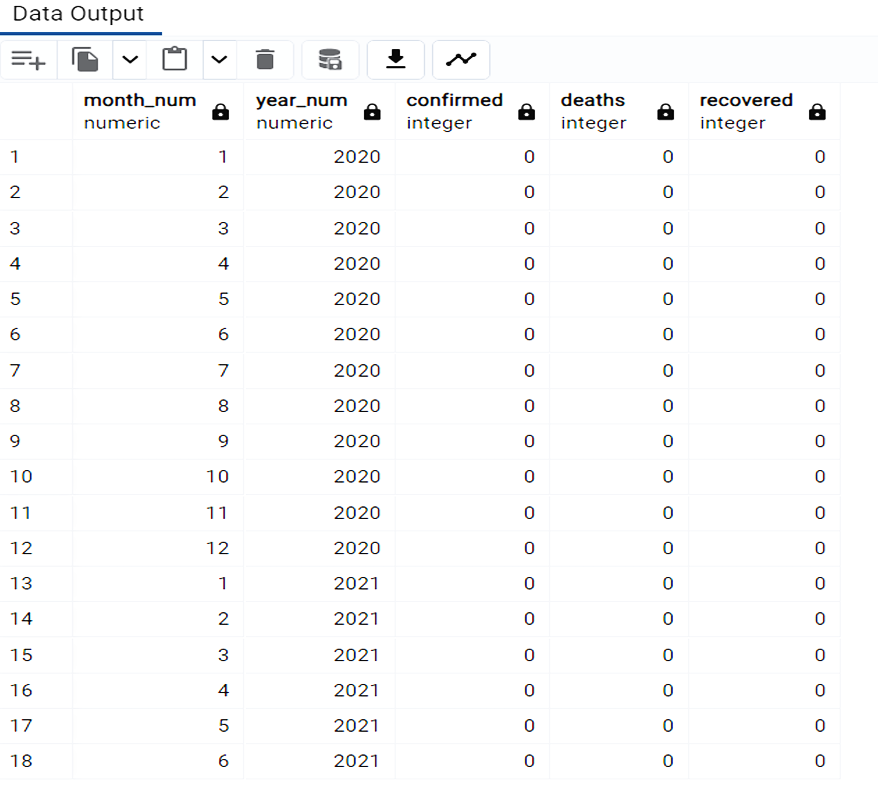 Data Output
month_num year_num confirmed deaths recovered
numeric numeric integer integer integer
1 1 2020 0 0 0
2 2 2020 0 0 0
3 3 2020 0 0 0
4 4 2020 0 0 0
5 5 2020 0 0 0
6 6 2020 0 0 0
7 7 2020 0 0 0
8 8 2020 0 0 0
9 9 2020 0 0 0
10 10 2020 0 0 0
11 11 2020 0 0 0
12 12 2020 0 0 0
13 1 2021 0 0 0
14 2 2021 0 0 0
15 3 2021 0 0 0
16 4 2021 0 0 0
17 5 2021 0 0 0
18 6 2021 0 0 0